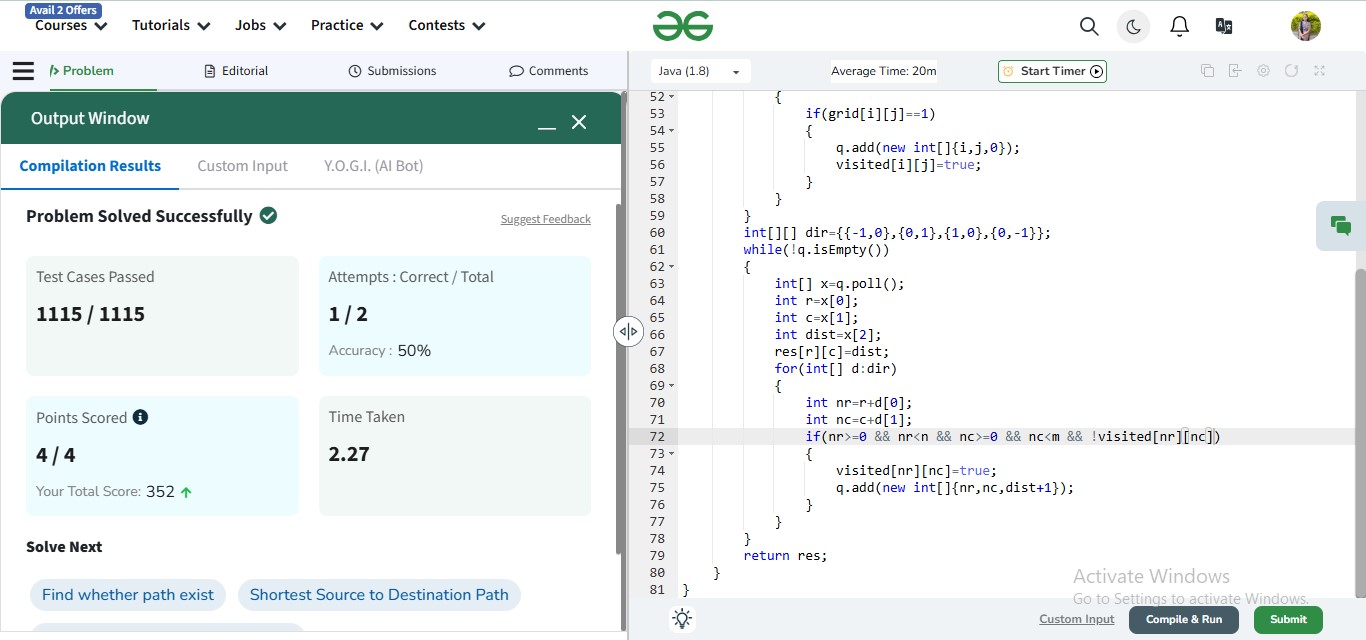 Avail 2 Offers
Courses
Tutorials
Jobs
Practice
Contests
Problem
Editorial
Submissions
Comments
Java (1.8)
Average Time: 20m
Start Timer
Output Window
Compilation Results
Custom Input
Y.O.G.I. (AI Bot)
Problem Solved Successfully
Suggest Feedback
Test Cases Passed
1115 / 1115
Attempts : Correct / Total
1 / 2
Accuracy : 50%
Points Scored
4 / 4
Your Total Score: 352
Time Taken
2.27
Solve Next
Find whether path exist
Shortest Source to Destination Path
52 {
53 if(grid[i][j]==1)
54 {
55 q.add(new int[]{i,j,0});
56 visited[i][j]=true;
57 }
58 }
59 }
60 int[][] dir={{-1,0},{0,1},{1,0},{0,-1}};
61 while(!q.isEmpty())
62 {
63 int[] x=q.poll();
64 int r=x[0];
65 int c=x[1];
66 int dist=x[2];
67 res[r][c]=dist;
68 for(int[] d:dir)
69 {
70 int nr=r+d[0];
71 int nc=c+d[1];
72 if(nr>=0 && nr<n && nc>=0 && nc<m && !visited[nr][nc])
73 {
74 visited[nr][nc]=true;
75 q.add(new int[]{nr,nc,dist+1});
76 }
77 }
78 }
79 return res;
80 }
81 }
Activate Windows
Go to Settings to activate Windows.
Custom Input
Compile & Run
Submit